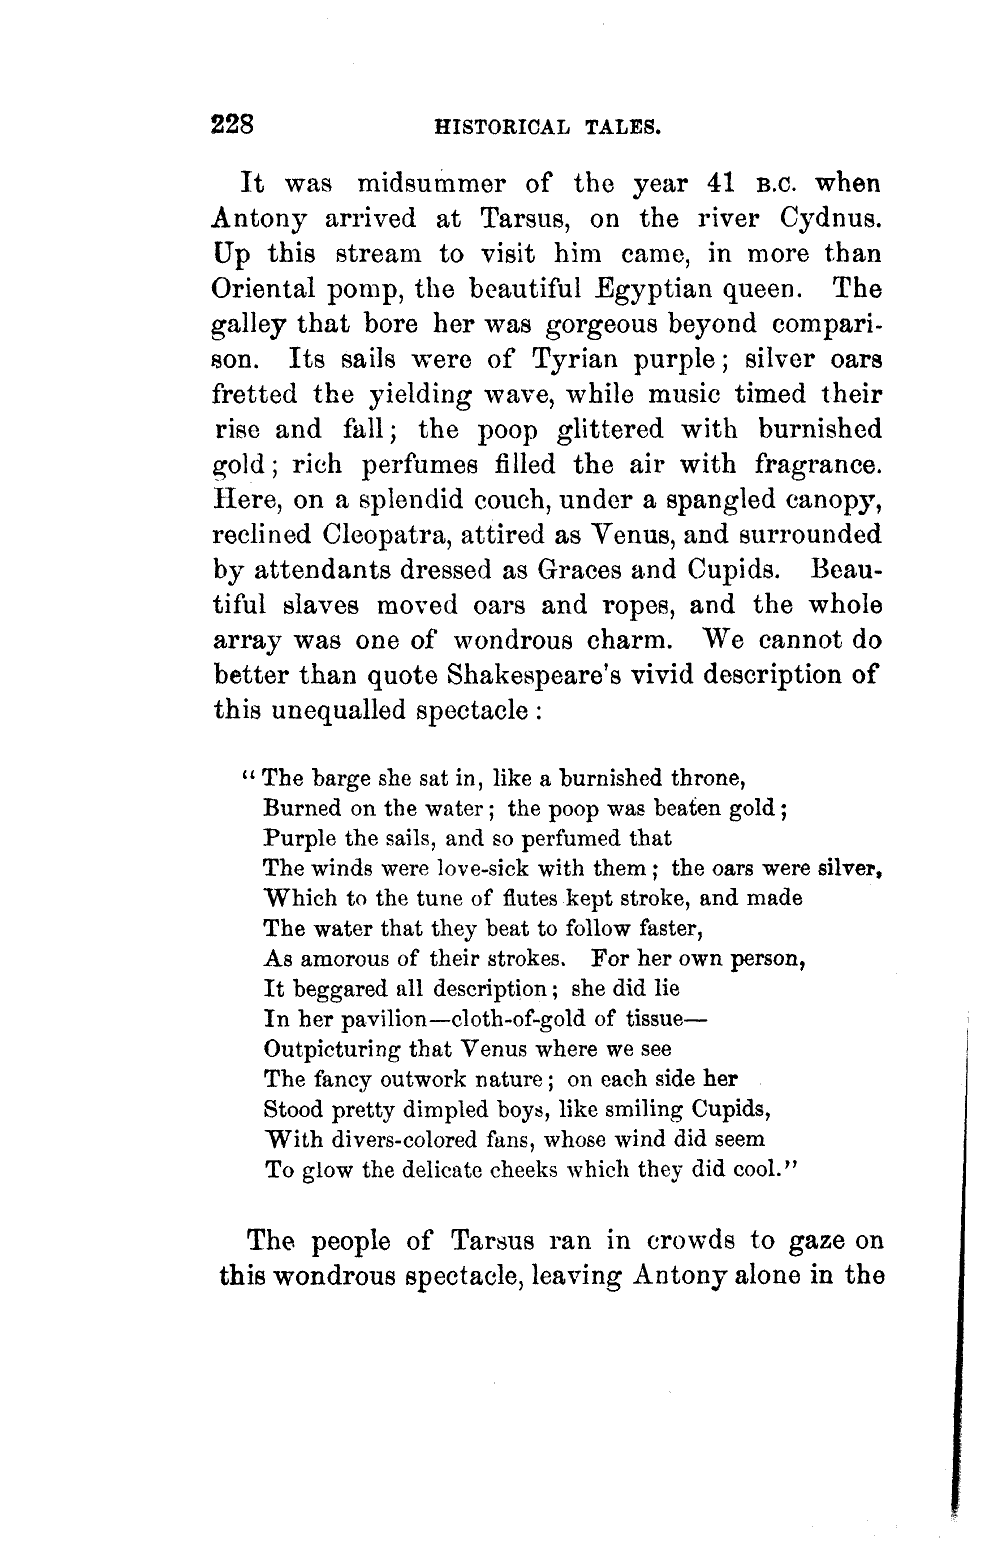 228 HISTORICAL TALES.
It was midsummer of the year 41 B.C. when
Antony arrived at Tarsus, on the river Cydnus.
Up this stream to visit him came, in more than
Oriental pomp, the beautiful Egyptian queen. The
galley that bore her was gorgeous beyond compari-
son. Its sails were of Tyrian purple; silver oars
fretted the yielding wave, while music timed their
rise and fall; the poop glittered with burnished
gold; rich perfumes filled the air with fragrance.
Here, on a splendid couch, under a spangled canopy,
reclined Cleopatra, attired as Venus, and surrounded
by attendants dressed as Graces and Cupids. Beau-
tiful slaves moved oars and ropes, and the whole
array was one of wondrous charm. We cannot do
better than quote Shakespeare's vivid description of
this unequalled spectacle:
“The barge she sat in, like a burnished throne,
Burned on the water; the poop was beaten gold;
Purple the sails, and so perfumed that
The winds were love-sick with them; the oars were silver,
Which to the tune of flutes kept stroke, and made
The water that they beat to follow faster,
As amorous of their strokes. For her own person,
It beggared all description; she did lie
In her pavilion—cloth-of-gold of tissue—
Outpicturing that Venus where we see
The fancy outwork nature; on each side her
Stood pretty dimpled boys, like smiling Cupids,
With divers-colored fans, whose wind did seem
To glow the delicate cheeks which they did cool.”
The people of Tarsus ran in crowds to gaze on
this wondrous spectacle, leaving Antony alone in the